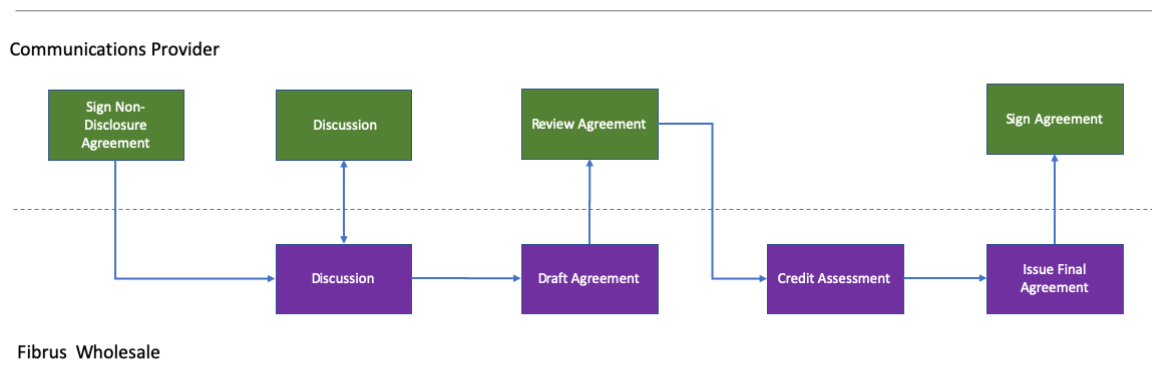 Communications Provider
Sign Non-
Disclosure
Agreement
Discussion
Review Agreement
Sign Agreement
Discussion
Draft Agreement
Credit Assessment
Issue Final
Agreement
Fibrus Wholesale